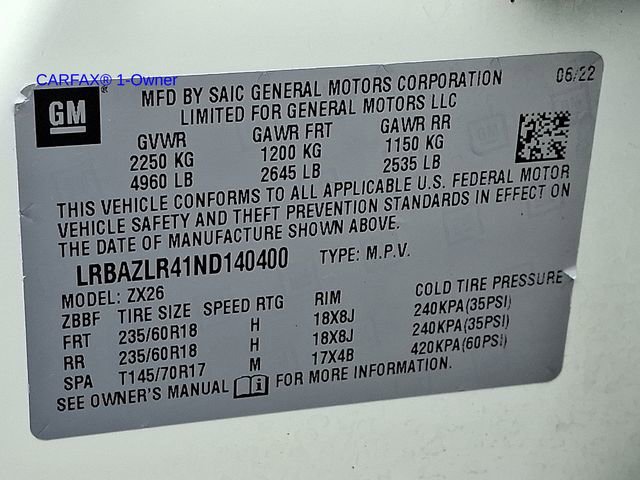 CARFAX® 1-Owner
GM ®
MFD BY SAIC GENERAL MOTORS CORPORATION 06/22
LIMITED FOR GENERAL MOTORS LLC
GVWR GAWR FRT GAWR RR
2250 KG 1200 KG 1150 KG
4960 LB 2645 LB 2535 LB
THIS VEHICLE CONFORMS TO ALL APPLICABLE U.S. FEDERAL MOTOR
VEHICLE SAFETY AND THEFT PREVENTION STANDARDS IN EFFECT ON
THE DATE OF MANUFACTURE SHOWN ABOVE.
LRBAZLR41ND140400 TYPE: M.P.V.
MODEL: ZX26
ZBBF TIRE SIZE SPEED RTG RIM COLD TIRE PRESSURE
FRT 235/60R18 H 18X8J 240KPA(35PSI)
RR 235/60R18 H 18X8J 240KPA(35PSI)
SPA T145/70R17 M 17X4B 420KPA(60PSI)
SEE OWNER'S MANUAL FOR MORE INFORMATION.